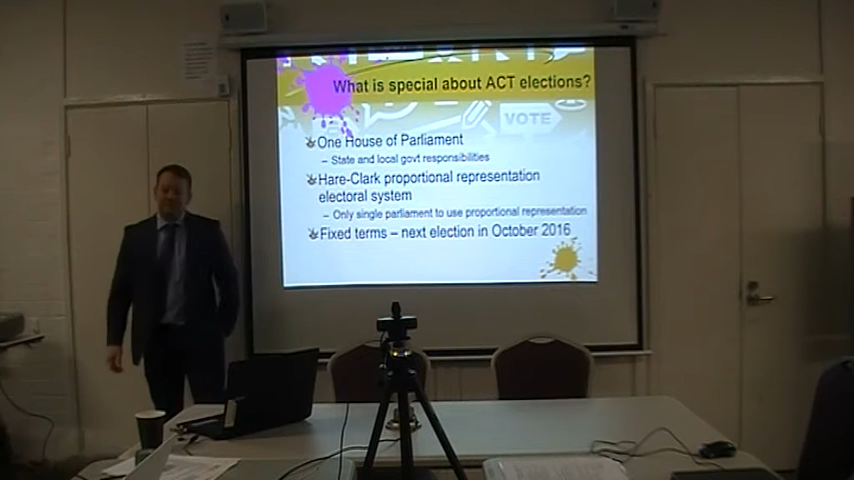 What is special about ACT elections?
VOTE
One House of Parliament
– State and local govt responsibilities
Hare-Clark proportional representation
electoral system
– Only single parliament to use proportional representation
Fixed terms – next election in October 2016